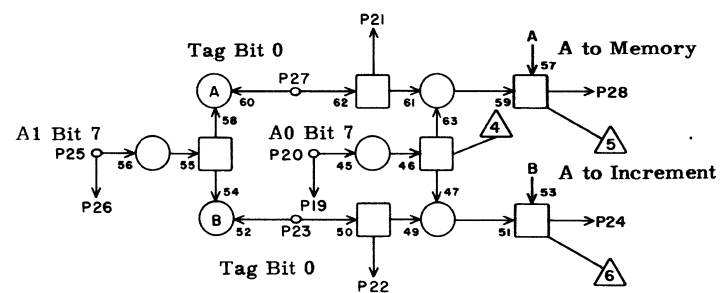 P21
Tag Bit 0
A
A to Memory
57
A
P27
60
62
61
59
P28
58
63
4
5
A1 Bit 7
A0 Bit 7
P25
56
55
P20
45
46
P26
54
P19
47
B
53
A to Increment
B
52
P23
50
49
51
P24
Tag Bit 0
P22
6